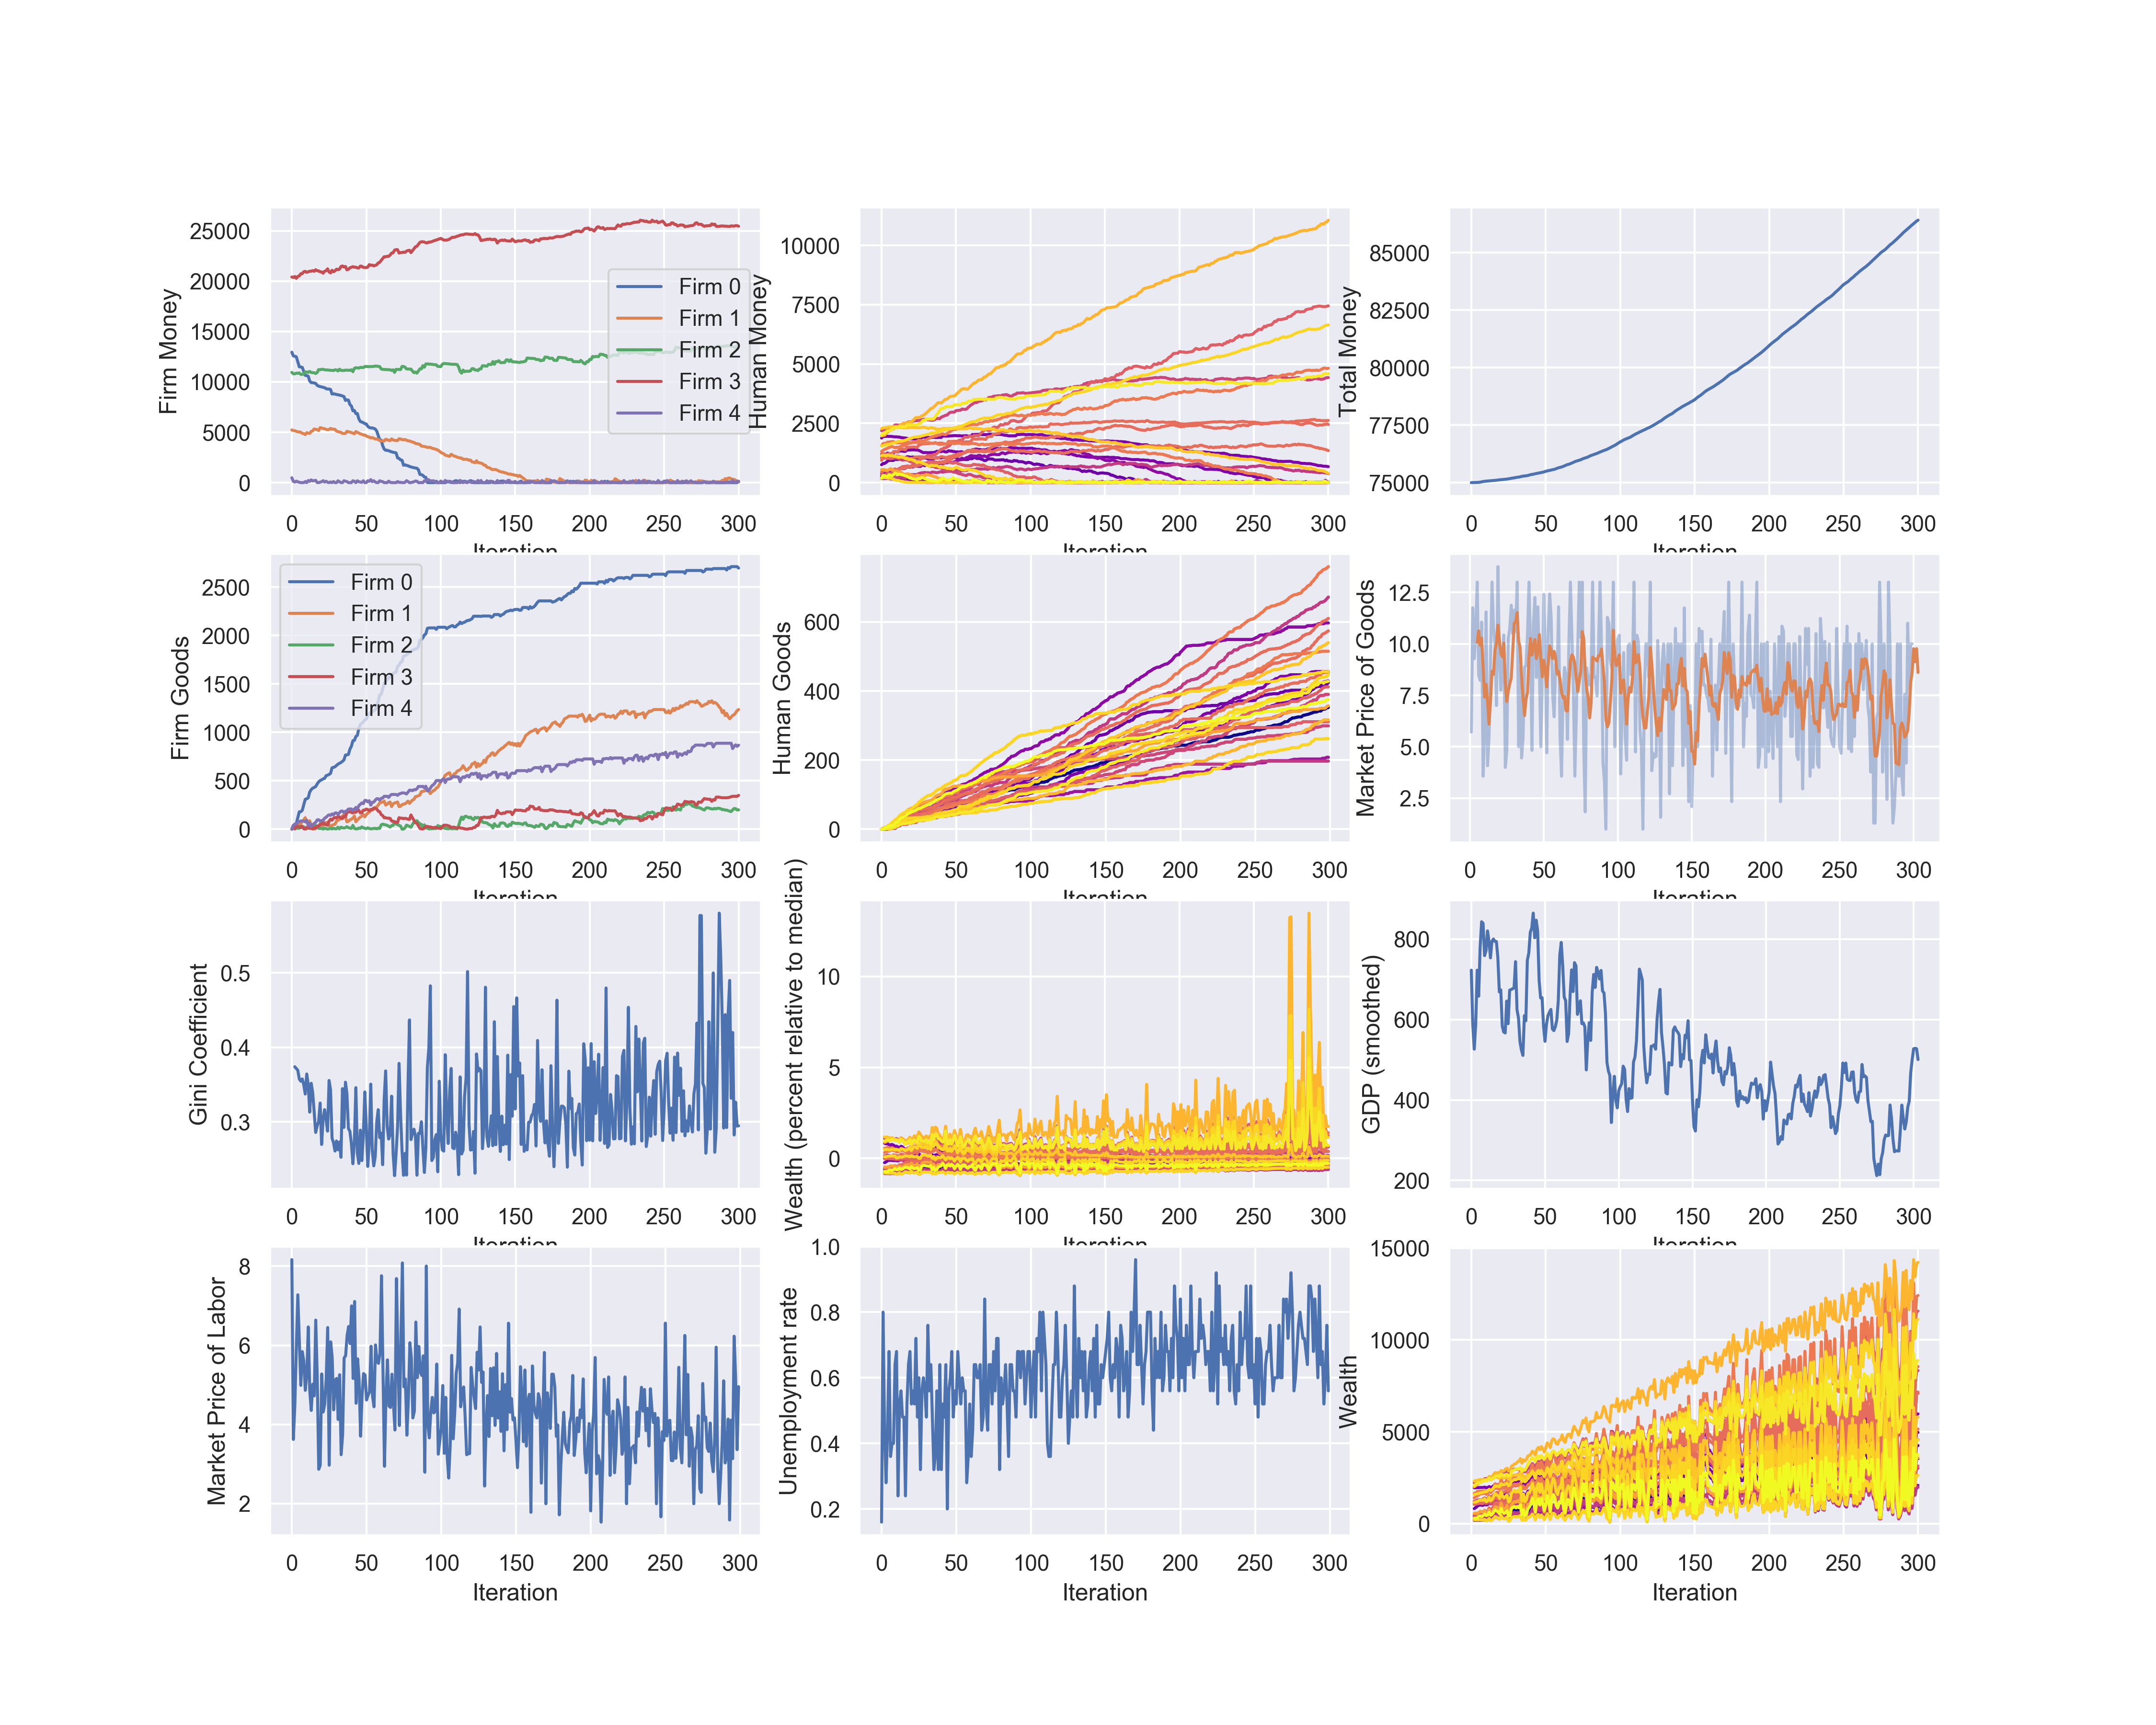 Firm Money
25000
20000
15000
10000
5000
0
0 50 100 150 200 250 300
Iteration
Firm 0
Firm 1
Firm 2
Firm 3
Firm 4
Human Money
10000
7500
5000
2500
0
0 50 100 150 200 250 300
Iteration
Total Money
85000
82500
80000
77500
75000
0 50 100 150 200 250 300
Iteration
Firm Goods
2500
2000
1500
1000
500
0
0 50 100 150 200 250 300
Iteration
Firm 0
Firm 1
Firm 2
Firm 3
Firm 4
Human Goods
600
400
200
0
0 50 100 150 200 250 300
Iteration
Market Price of Goods
12.5
10.0
7.5
5.0
2.5
0 50 100 150 200 250 300
Iteration
Gini Coefficient
0.5
0.4
0.3
0 50 100 150 200 250 300
Iteration
Wealth (percent relative to median)
10
5
0
0 50 100 150 200 250 300
Iteration
GDP (smoothed)
800
600
400
200
0 50 100 150 200 250 300
Iteration
Market Price of Labor
8
6
4
2
0 50 100 150 200 250 300
Iteration
Unemployment rate
1.0
0.8
0.6
0.4
0.2
0 50 100 150 200 250 300
Iteration
Wealth
15000
10000
5000
0
0 50 100 150 200 250 300
Iteration